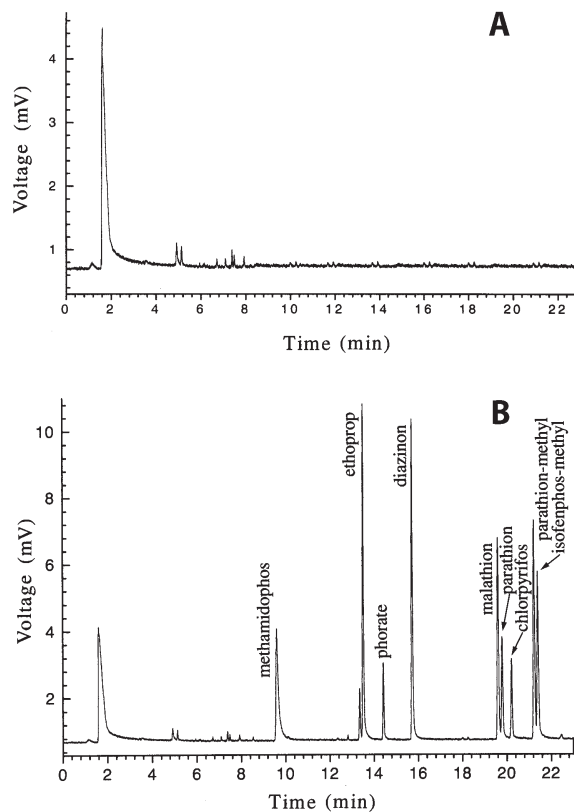 A
Voltage (mV)
4
3
2
1
0 2 4 6 8 10 12 14 16 18 20 22
Time (min)
B
Voltage (mV)
10
8
6
4
2
methamidophos
ethoprop
phorate
diazinon
malathion
parathion
chlorpyrifos
parathion-methyl
isofenphos-methyl
0 2 4 6 8 10 12 14 16 18 20 22
Time (min)